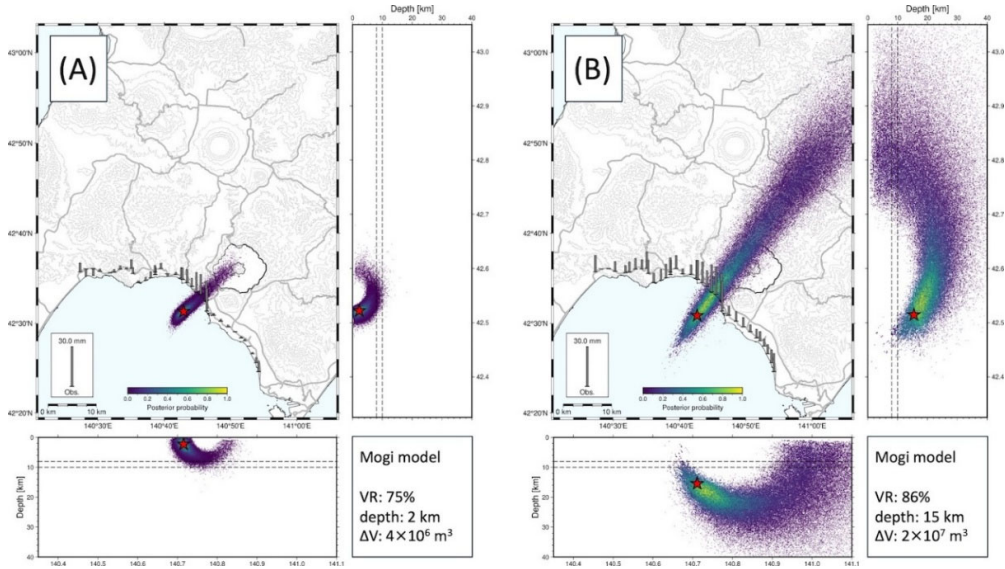 Depth [km]
0 10 20 30 40
(A)
43°00'N
42°50'N
42°40'N
42°30'N
42°20'N
43.0
42.9
42.8
42.7
42.6
42.5
42.4
30.0 mm
Obs.
0 km 10 km
0.0 0.2 0.4 0.6 0.8 1.0
Posterior probability
140°30'E 140°40'E 140°50'E 141°00'E
Depth [km]
0
10
20
30
40
140.4 140.5 140.6 140.7 140.8 140.9 141.0 141.1
Mogi model
VR: 75%
depth: 2 km
ΔV: 4×10⁶ m³
Depth [km]
0 10 20 30 40
(B)
43°00'N
42°50'N
42°40'N
42°30'N
42°20'N
43.0
42.9
42.8
42.7
42.6
42.5
42.4
30.0 mm
Obs.
0 km 10 km
0.0 0.2 0.4 0.6 0.8 1.0
Posterior probability
140°30'E 140°40'E 140°50'E 141°00'E
Depth [km]
0
10
20
30
40
140.4 140.5 140.6 140.7 140.8 140.9 141.0 141.1
Mogi model
VR: 86%
depth: 15 km
ΔV: 2×10⁷ m³